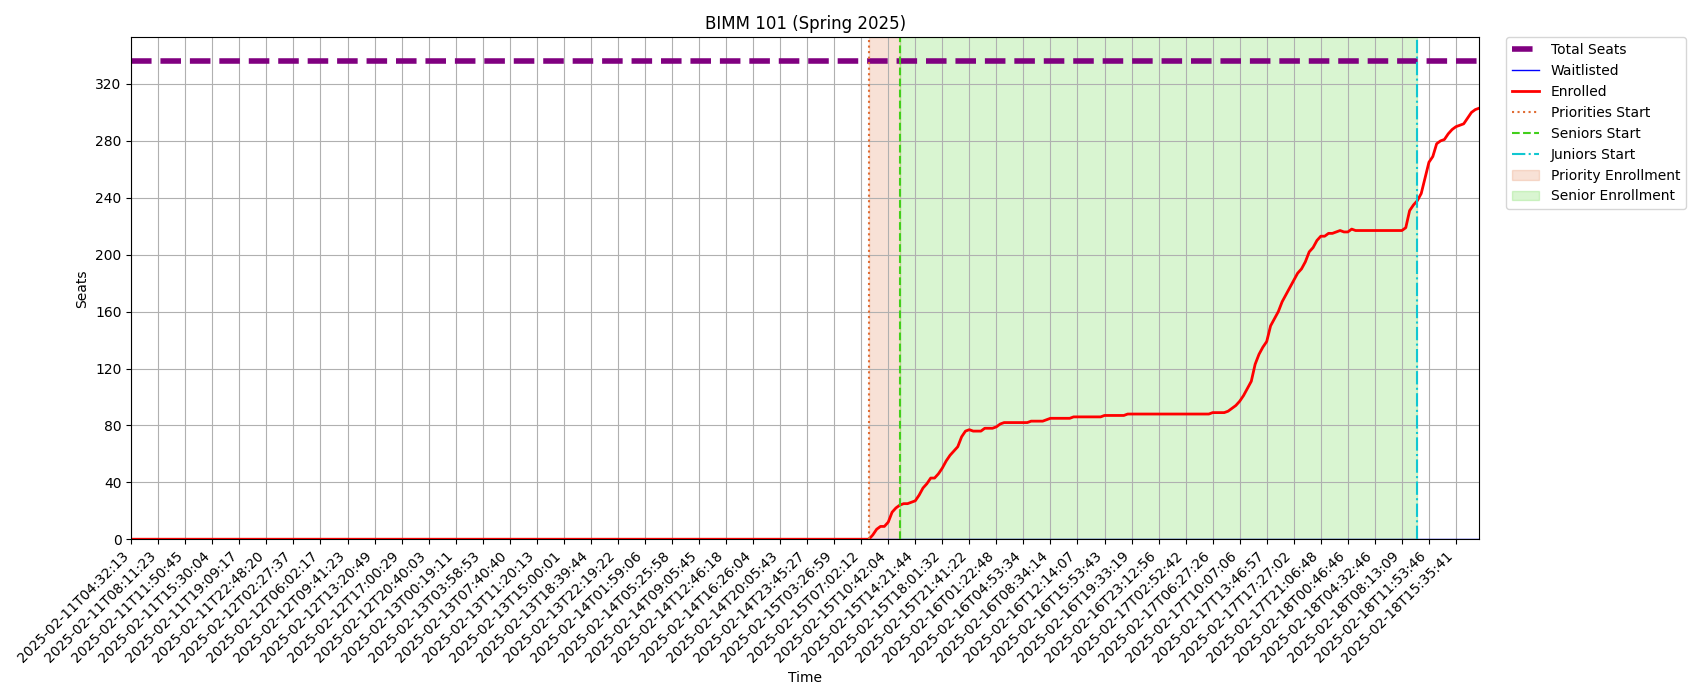 BIMM 101 (Spring 2025)
Total Seats
Waitlisted
Enrolled
Priorities Start
Seniors Start
Juniors Start
Priority Enrollment
Senior Enrollment
Seats
320
280
240
200
160
120
80
40
0
2025-02-11T04:32:13
2025-02-11T08:11:23
2025-02-11T11:50:45
2025-02-11T15:30:04
2025-02-11T19:09:17
2025-02-11T22:48:20
2025-02-12T02:27:37
2025-02-12T06:02:17
2025-02-12T09:41:23
2025-02-12T13:20:49
2025-02-12T17:00:29
2025-02-12T20:40:03
2025-02-13T00:19:11
2025-02-13T03:58:53
2025-02-13T07:40:40
2025-02-13T11:20:13
2025-02-13T15:00:01
2025-02-13T18:39:44
2025-02-13T22:19:22
2025-02-14T01:59:06
2025-02-14T05:25:58
2025-02-14T09:05:45
2025-02-14T12:46:18
2025-02-14T16:26:04
2025-02-14T20:05:43
2025-02-14T23:45:27
2025-02-15T03:26:59
2025-02-15T07:02:12
2025-02-15T10:42:04
2025-02-15T14:21:44
2025-02-15T18:01:32
2025-02-15T21:41:22
2025-02-16T01:22:48
2025-02-16T04:53:34
2025-02-16T08:34:14
2025-02-16T12:14:07
2025-02-16T15:53:43
2025-02-16T19:33:19
2025-02-16T23:12:56
2025-02-17T02:52:42
2025-02-17T06:27:26
2025-02-17T10:07:06
2025-02-17T13:46:57
2025-02-17T17:27:02
2025-02-17T21:06:48
2025-02-18T00:46:46
2025-02-18T04:32:46
2025-02-18T08:13:09
2025-02-18T11:53:46
2025-02-18T15:35:41
Time